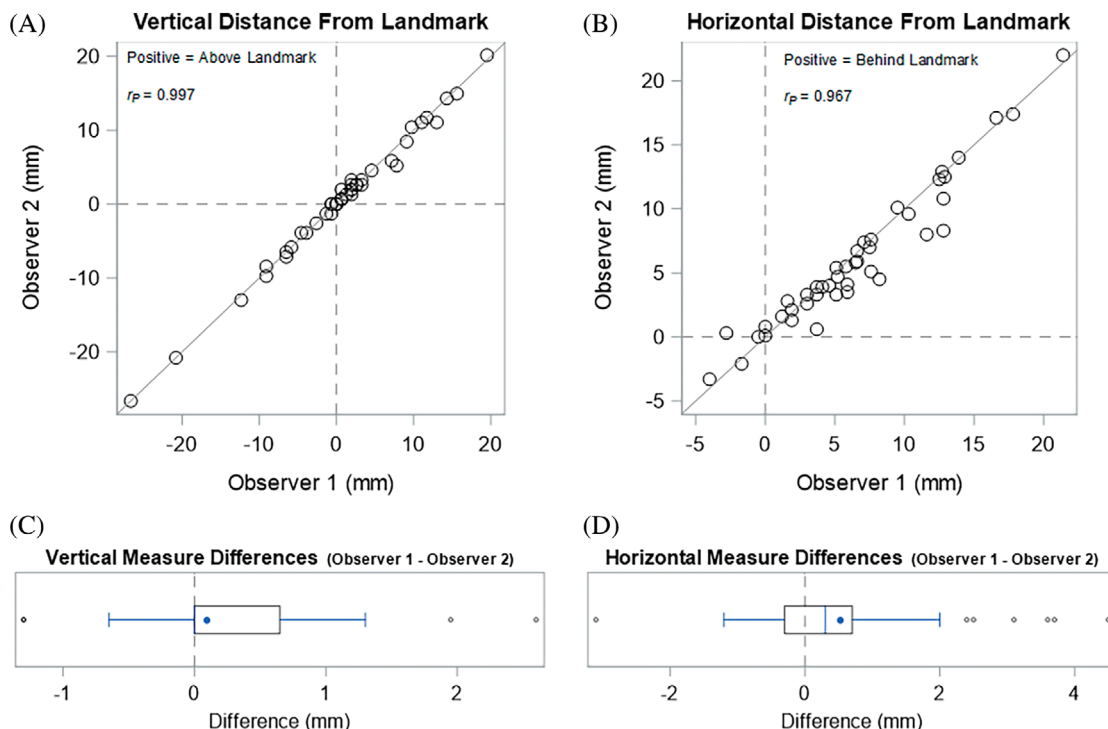 (A)
Vertical Distance From Landmark
Positive = Above Landmark
rP = 0.997
20
10
0
-10
-20
Observer 2 (mm)
-20 -10 0 10 20
Observer 1 (mm)
(B)
Horizontal Distance From Landmark
Positive = Behind Landmark
rP = 0.967
20
15
10
5
0
-5
Observer 2 (mm)
-5 0 5 10 15 20
Observer 1 (mm)
(C)
Vertical Measure Differences (Observer 1 - Observer 2)
-1 0 1 2
Difference (mm)
(D)
Horizontal Measure Differences (Observer 1 - Observer 2)
-2 0 2 4
Difference (mm)